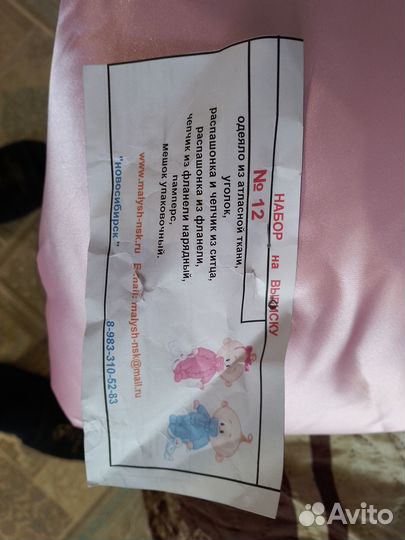 НАБОР на ВЫПИСКУ
№ 12
одеяло из атласной ткани,
уголок,
распашонка и чепчик из ситца,
распашонка из фланели,
чепчик из фланели нарядный,
памперс,
мешок упаковочный.
www.malysh-nsk.ru E-mail: malysh-nsk@mail.ru
"новосибирск" 8-983-310-52-83
Avito